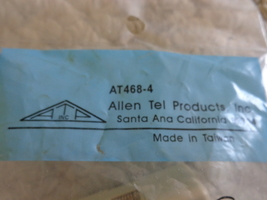 AT468-4
Allen Tel Products, Inc
Santa Ana California
Made in Taiwan